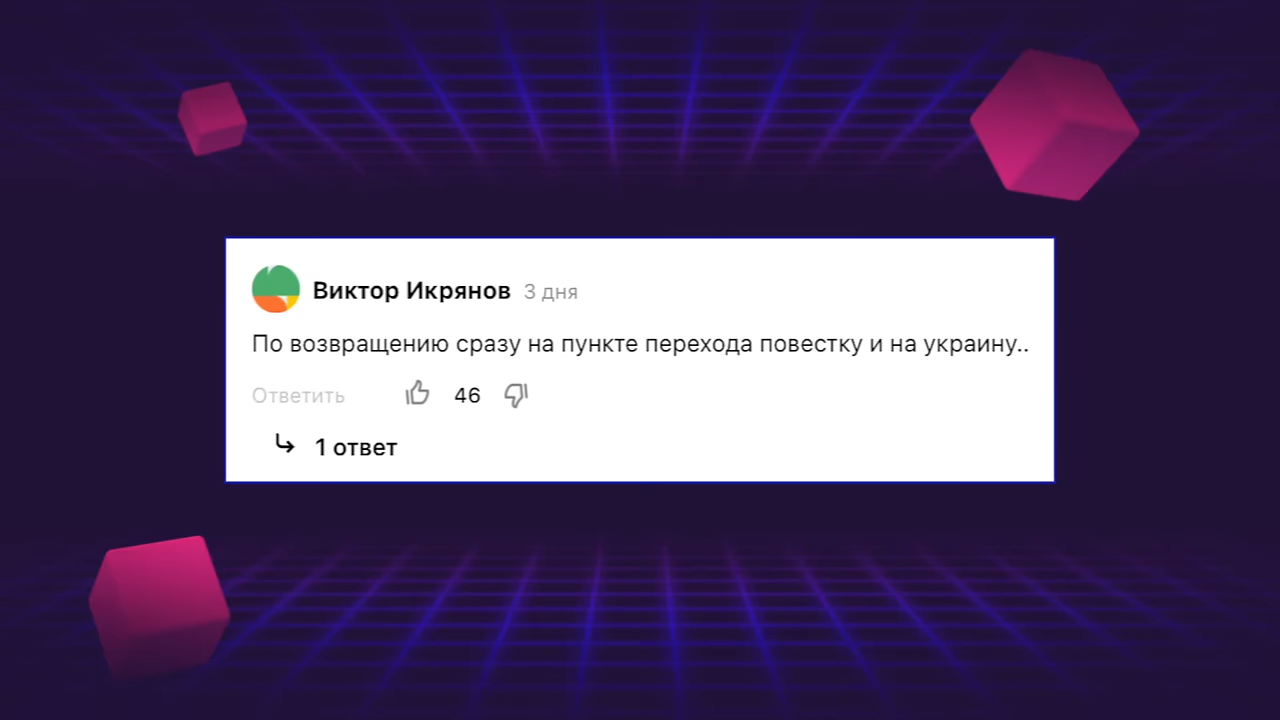 Виктор Икрянов 3 дня
По возвращению сразу на пункте перехода повестку и на украину..
Ответить 46
1 ответ